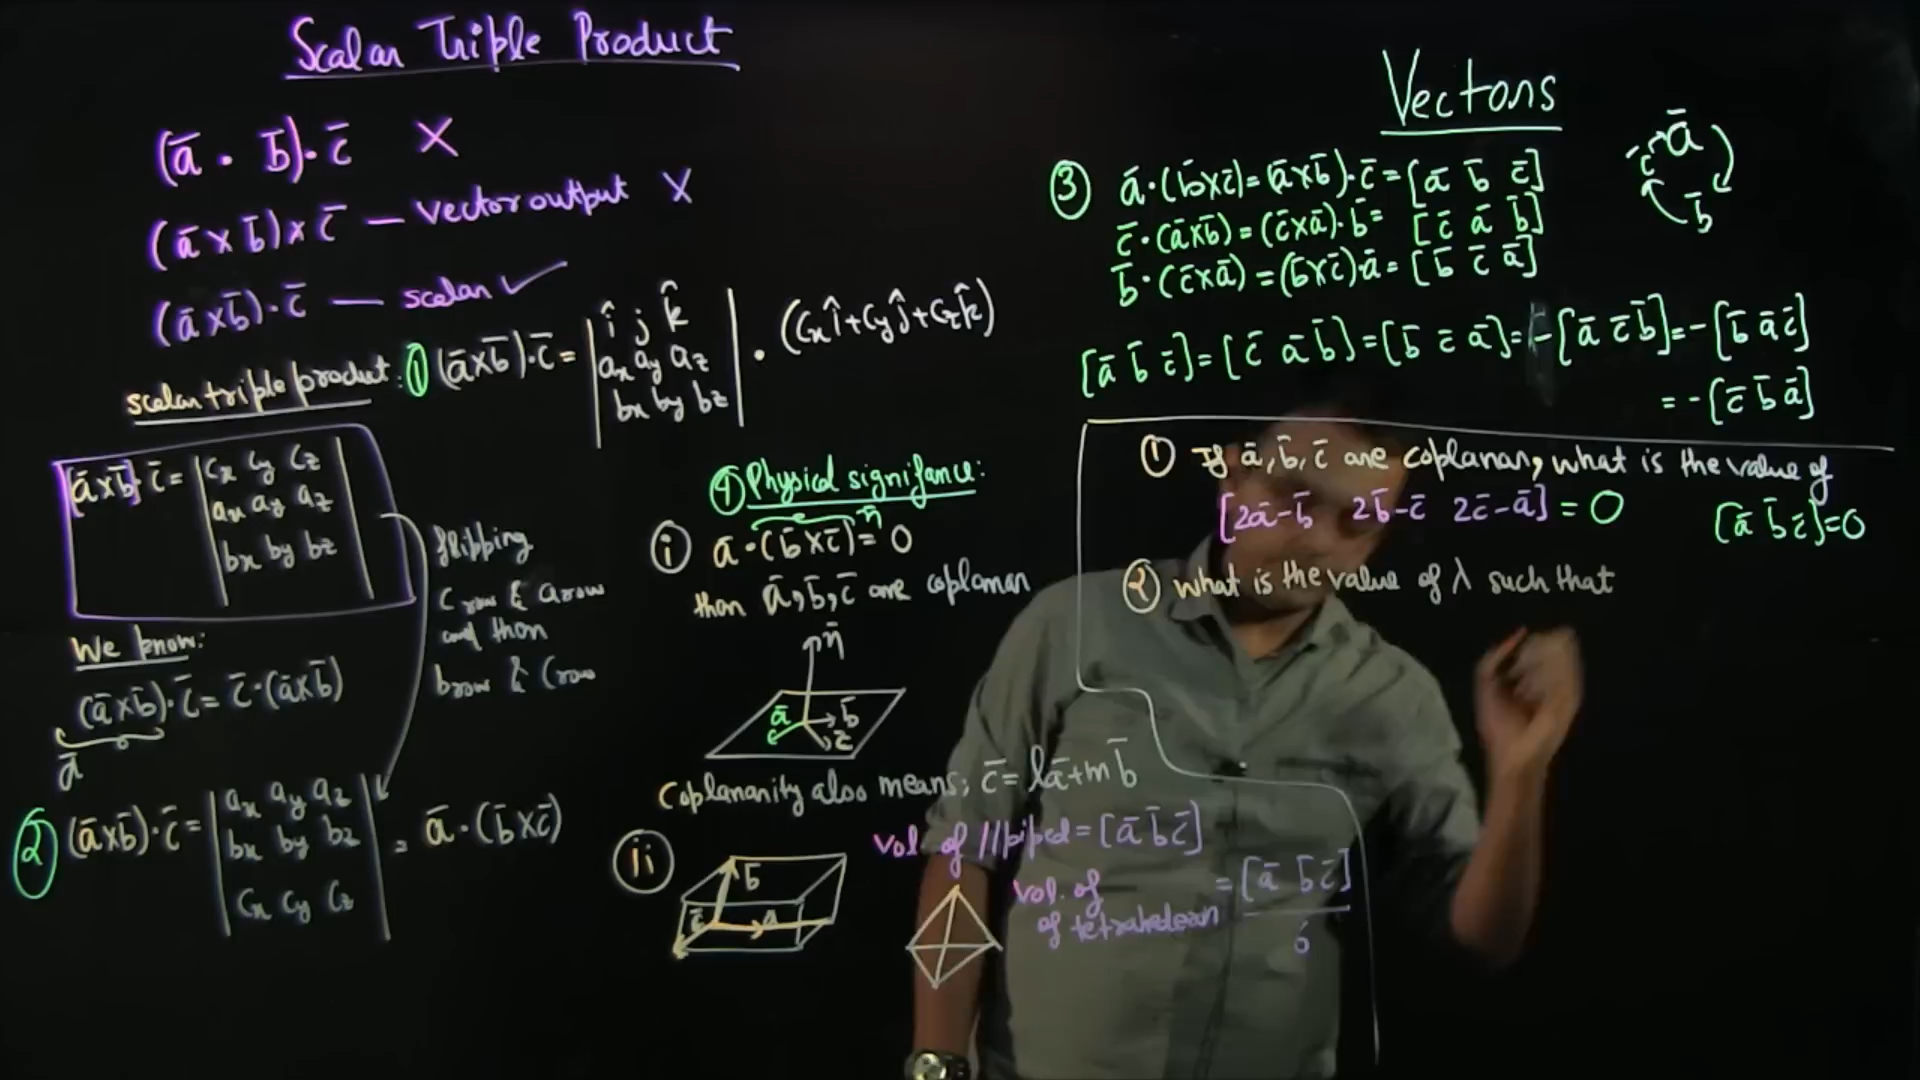 Scalar Triple Product
(ā · b̄)·c̄ X
(ā × b̄)×c̄ — vector output X
(ā×b̄)·c̄ — scalar ✓
scalar triple product: ① (ā×b̄)·c̄ = | î ĵ k̂ | · (Cxî+Cyĵ+Czk̂)
ax ay az
bx by bz
[ā×b̄]·c̄ = | Cx Cy Cz |
ax ay az
bx by bz
flipping
C row & a row
and then
b row & C row
We know:
(ā×b̄)·c̄ = c̄·(ā×b̄)
d̄
② (ā×b̄)·c̄ = | ax ay az | = ā·(b̄×c̄)
bx by bz
Cx Cy Cz
④ Physical signifance:
n̄
ⓘ ā·(b̄×c̄) = 0
then ā, b̄, c̄ are coplanar
n̄
ā b̄
c̄
Coplanarity also means; c̄ = lā+mb̄
ⓘⓘ vol. of //piped = [ā b̄ c̄]
b̄
c̄ a
vol. of
of tetrahedran = [ā b̄ c̄]
6
Vectors
③ ā·(b̄×c̄) = (ā×b̄)·c̄ = [ā b̄ c̄]
c̄·(ā×b̄) = (c̄×ā)·b̄ = [c̄ ā b̄]
b̄·(c̄×ā) = (b̄×c̄)·ā = [b̄ c̄ ā]
ā
c̄
b̄
[ā b̄ c̄] = [c̄ ā b̄] = [b̄ c̄ ā] = -[ā c̄ b̄] = -[b̄ ā c̄]
= -[c̄ b̄ ā]
① If ā, b̄, c̄ are coplanar, what is the value of
[2ā-b̄ 2b̄-c̄ 2c̄-ā] = 0 [ā b̄ c̄]=0
② What is the value of λ such that